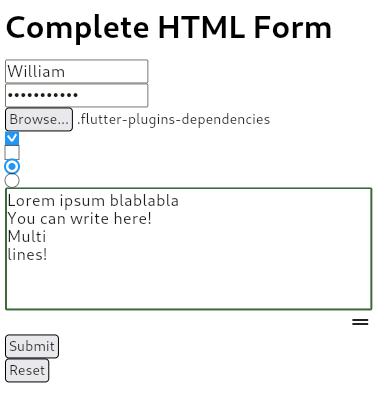 Complete HTML Form
William
•••••••••••
Browse... .flutter-plugins-dependencies
Lorem ipsum blablabla
You can write here!
Multi
lines!
Submit
Reset